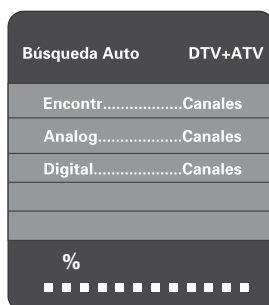 Búsqueda Auto DTV+ATV
Encontr..................Canales
Analog...................Canales
Digital....................Canales
%